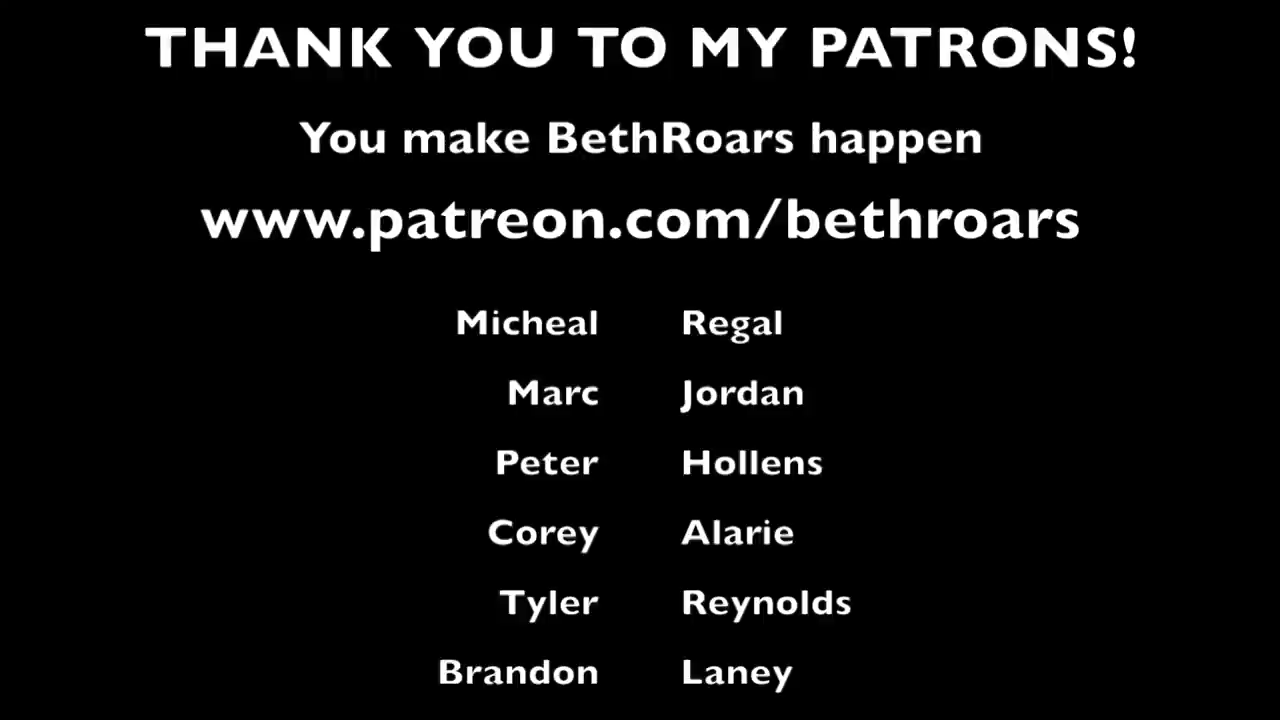 THANK YOU TO MY PATRONS!
You make BethRoars happen
www.patreon.com/bethroars
Micheal Regal
Marc Jordan
Peter Hollens
Corey Alarie
Tyler Reynolds
Brandon Laney